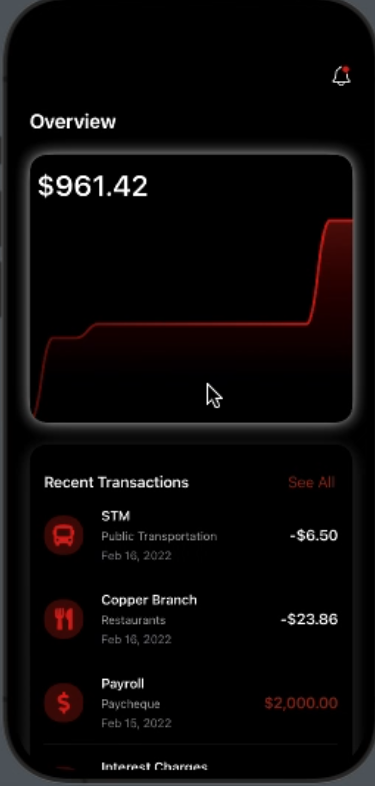 Overview
$961.42
Recent Transactions
See All
STM
Public Transportation
Feb 16, 2022
-$6.50
Copper Branch
Restaurants
Feb 16, 2022
-$23.86
Payroll
Paycheque
Feb 15, 2022
$2,000.00
Interest Charges